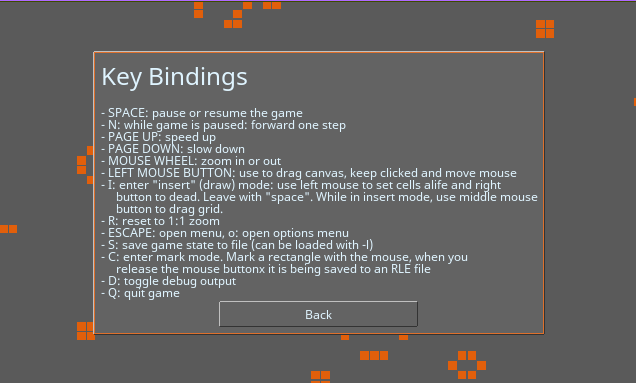 Key Bindings
- SPACE: pause or resume the game
- N: while game is paused: forward one step
- PAGE UP: speed up
- PAGE DOWN: slow down
- MOUSE WHEEL: zoom in or out
- LEFT MOUSE BUTTON: use to drag canvas, keep clicked and move mouse
- I: enter "insert" (draw) mode: use left mouse to set cells alife and right
button to dead. Leave with "space". While in insert mode, use middle mouse
button to drag grid.
- R: reset to 1:1 zoom
- ESCAPE: open menu, o: open options menu
- S: save game state to file (can be loaded with -l)
- C: enter mark mode. Mark a rectangle with the mouse, when you
release the mouse buttonx it is being saved to an RLE file
- D: toggle debug output
- Q: quit game
Back